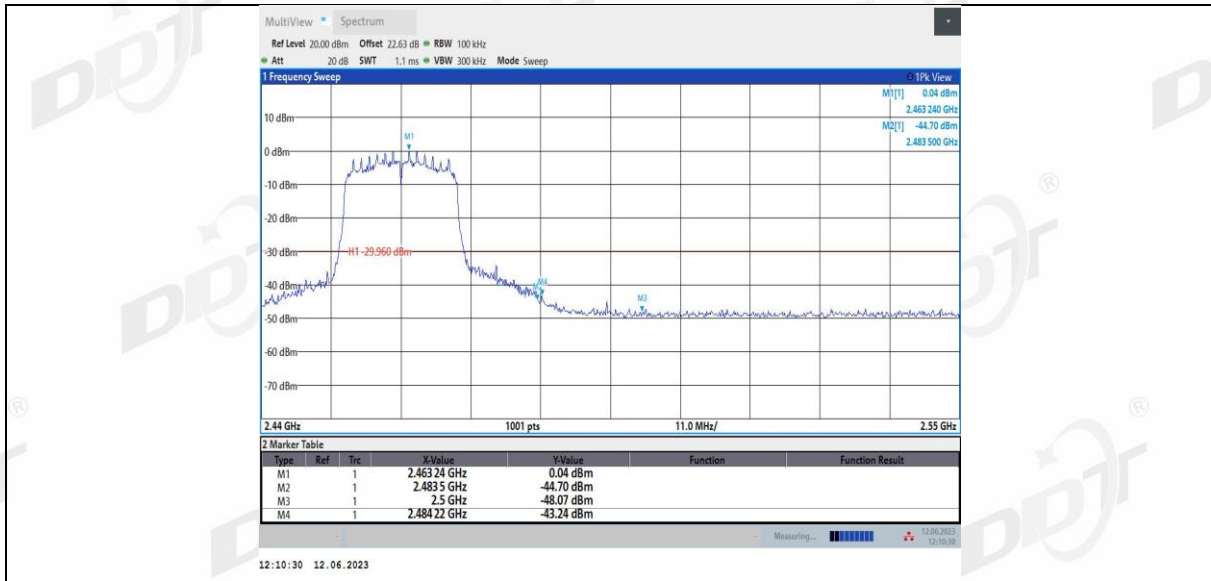 MultiView Spectrum
Ref Level 20.00 dBm Offset 22.63 dB RBW 100 kHz
Att 20 dB SWT 1.1 ms VBW 300 kHz Mode Sweep
1 Frequency Sweep 1Pk View
M1[1] 0.04 dBm
2.463 240 GHz
M2[1] -44.70 dBm
2.483 500 GHz
10 dBm
M1
0 dBm
-10 dBm
-20 dBm
-30 dBm
H1 -29.960 dBm
-40 dBm
M4
M3
-50 dBm
-60 dBm
-70 dBm
2.44 GHz 1001 pts 11.0 MHz/ 2.55 GHz
2 Marker Table
Type Ref Trc X-Value Y-Value Function Function Result
M1 1 2.463 24 GHz 0.04 dBm
M2 1 2.483 5 GHz -44.70 dBm
M3 1 2.5 GHz -48.07 dBm
M4 1 2.484 22 GHz -43.24 dBm
Measuring... 12.06.2023
12:10:30
12:10:30 12.06.2023
DDT
®